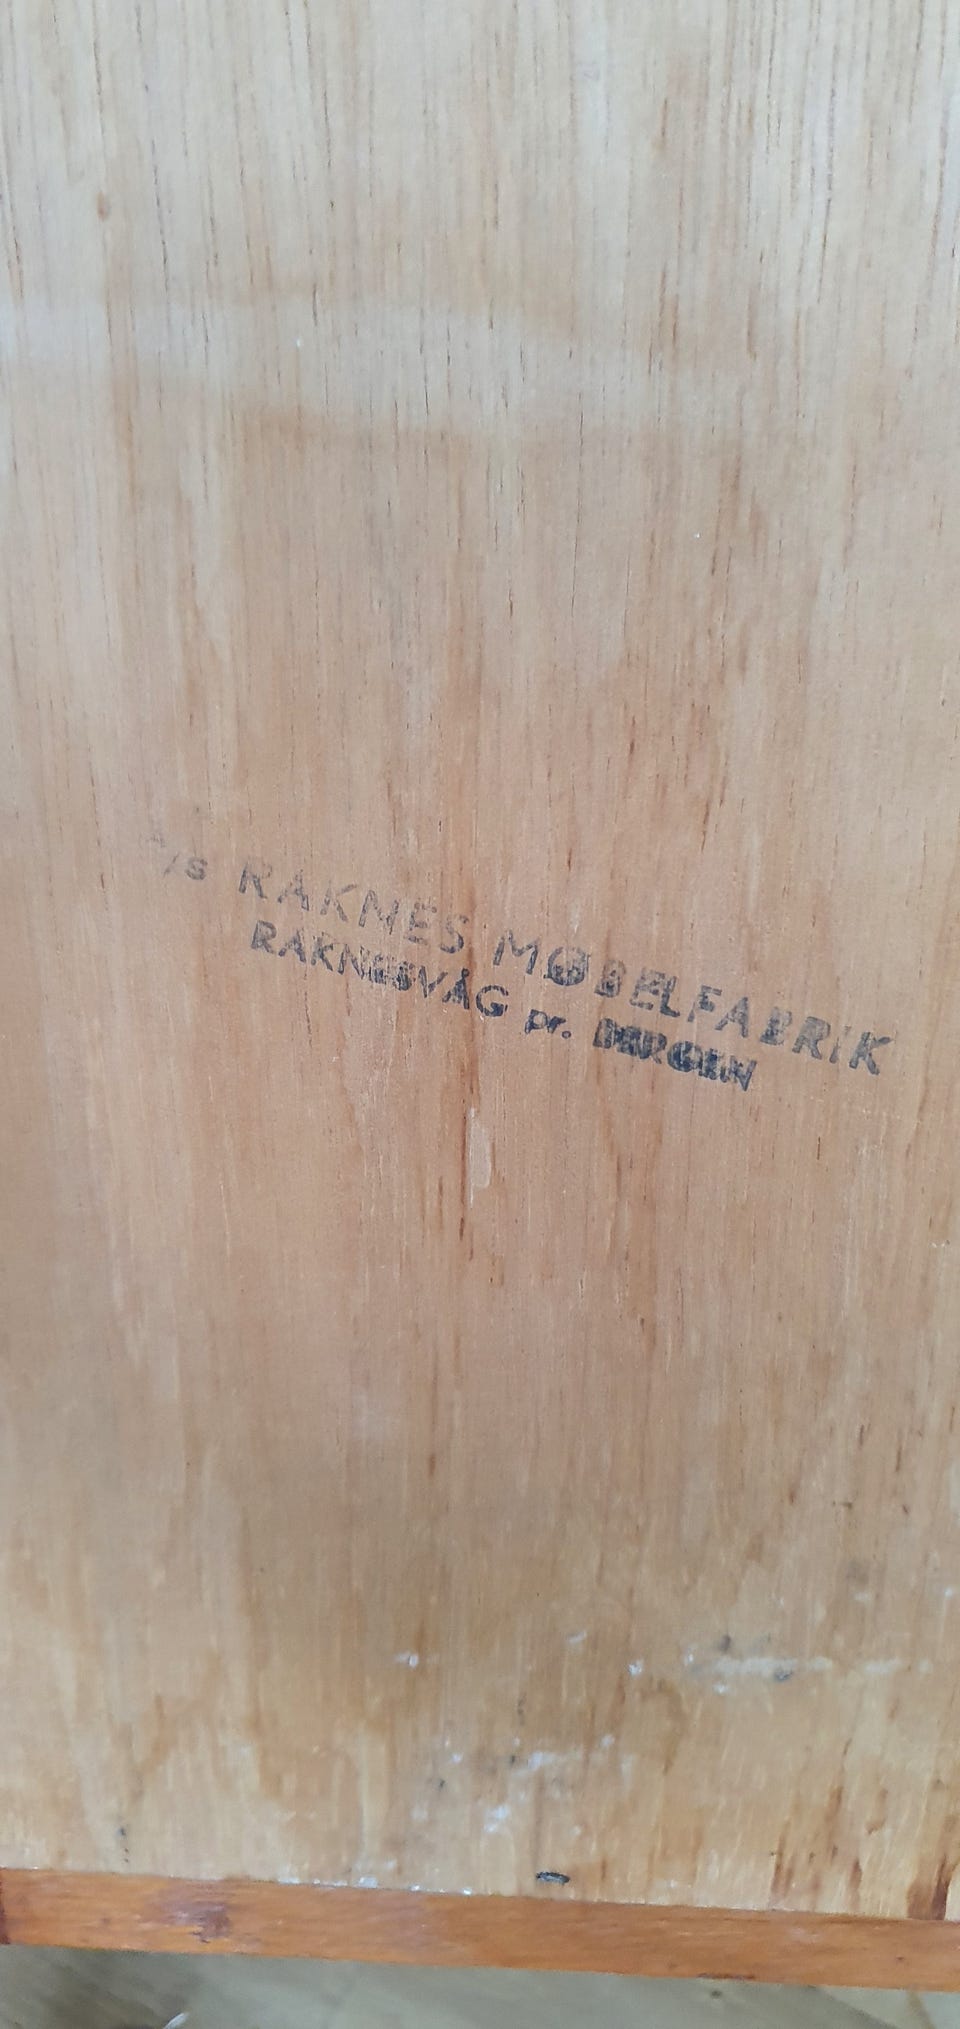 A/S RAKNES MØBELFABRIK
RAKNESVÅG pr. BERGEN